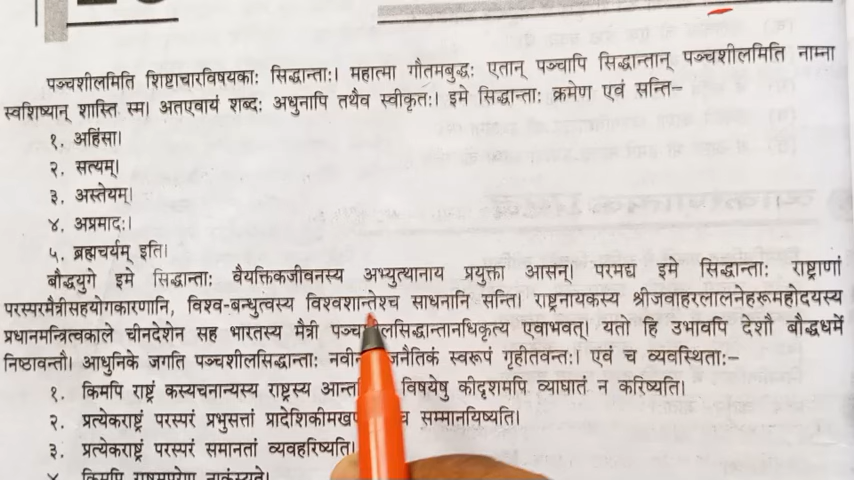 पञ्चशीलमिति शिष्टाचारविषयकाः सिद्धान्ताः। महात्मा गौतमबुद्धः एतान् पञ्चापि सिद्धान्तान् पञ्चशीलमिति नाम्ना
स्वशिष्यान् शास्ति स्म। अतएवायं शब्दः अधुनापि तथैव स्वीकृतः। इमे सिद्धान्ताः क्रमेण एवं सन्ति–
१. अहिंसा।
२. सत्यम्।
३. अस्तेयम्।
४. अप्रमादः।
५. ब्रह्मचर्यम् इति।
बौद्धयुगे इमे सिद्धान्ताः वैयक्तिकजीवनस्य अभ्युत्थानाय प्रयुक्ता आसन्। परमद्य इमे सिद्धान्ताः राष्ट्राणां
परस्परमैत्रीसहयोगकारणानि, विश्व-बन्धुत्वस्य विश्वशान्तेश्च साधनानि सन्ति। राष्ट्रनायकस्य श्रीजवाहरलालनेहरूमहोदयस्य
प्रधानमन्त्रित्वकाले चीनदेशेन सह भारतस्य मैत्री लसिद्धान्तानधिकृत्य एवाभवत्। यतो हि उभावपि देशौ बौद्धधर्मे
निष्ठावन्तौ। आधुनिके जगति पञ्चशीलसिद्धान्ताः जनैतिकं स्वरूपं गृहीतवन्तः। एवं च व्यवस्थिताः–
१. किमपि राष्ट्रं कस्यचनान्यस्य राष्ट्रस्य विषयेषु कीदृशमपि व्याघातं न करिष्यति।
२. प्रत्येकराष्ट्रं परस्परं प्रभुसत्तां च सम्मानयिष्यति।
३. प्रत्येकराष्ट्रं परस्परं समानतां व्यवहरिष्यति।